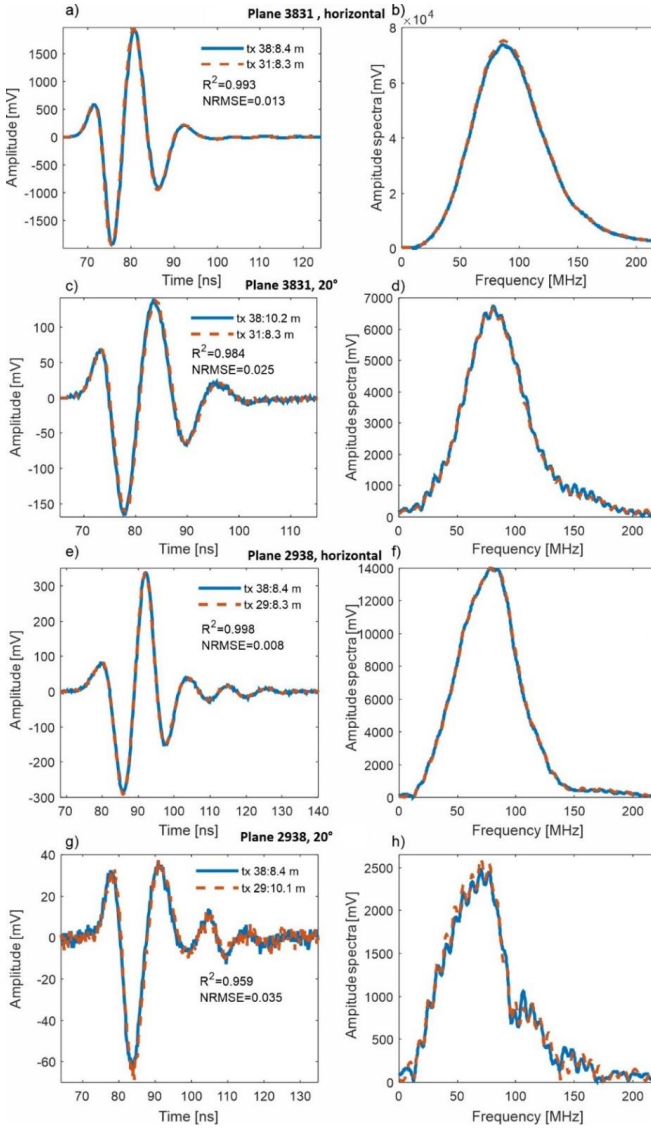 Plane 3831 , horizontal
a)
b)
×10⁴
tx 38:8.4 m
tx 31:8.3 m
R²=0.993
NRMSE=0.013
1500
1000
500
0
-500
-1000
-1500
Amplitude [mV]
70 80 90 100 110 120
Time [ns]
8
6
4
2
0
Ampitude spectra [mV]
0 50 100 150 200
Frequency [MHz]
c)
Plane 3831, 20°
d)
tx 38:10.2 m
tx 31:8.3 m
R²=0.984
NRMSE=0.025
100
50
0
-50
-100
-150
Amplitude [mV]
70 80 90 100 110
Time [ns]
7000
6000
5000
4000
3000
2000
1000
0
Ampitude spectra [mV]
0 50 100 150 200
Frequency [MHz]
e)
Plane 2938, horizontal
f)
tx 38:8.4 m
tx 29:8.3 m
R²=0.998
NRMSE=0.008
300
200
100
0
-100
-200
-300
Amplitude [mV]
70 80 90 100 110 120 130 140
Time [ns]
14000
12000
10000
8000
6000
4000
2000
0
Ampitude spectra [mV]
0 50 100 150 200
Frequency [MHz]
g)
Plane 2938, 20°
h)
tx 38:8.4 m
tx 29:10.1 m
R²=0.959
NRMSE=0.035
40
20
0
-20
-40
-60
Amplitude [mV]
70 80 90 100 110 120 130
Time [ns]
2500
2000
1500
1000
500
0
Ampitude spectra [mV]
0 50 100 150 200
Frequency [MHz]